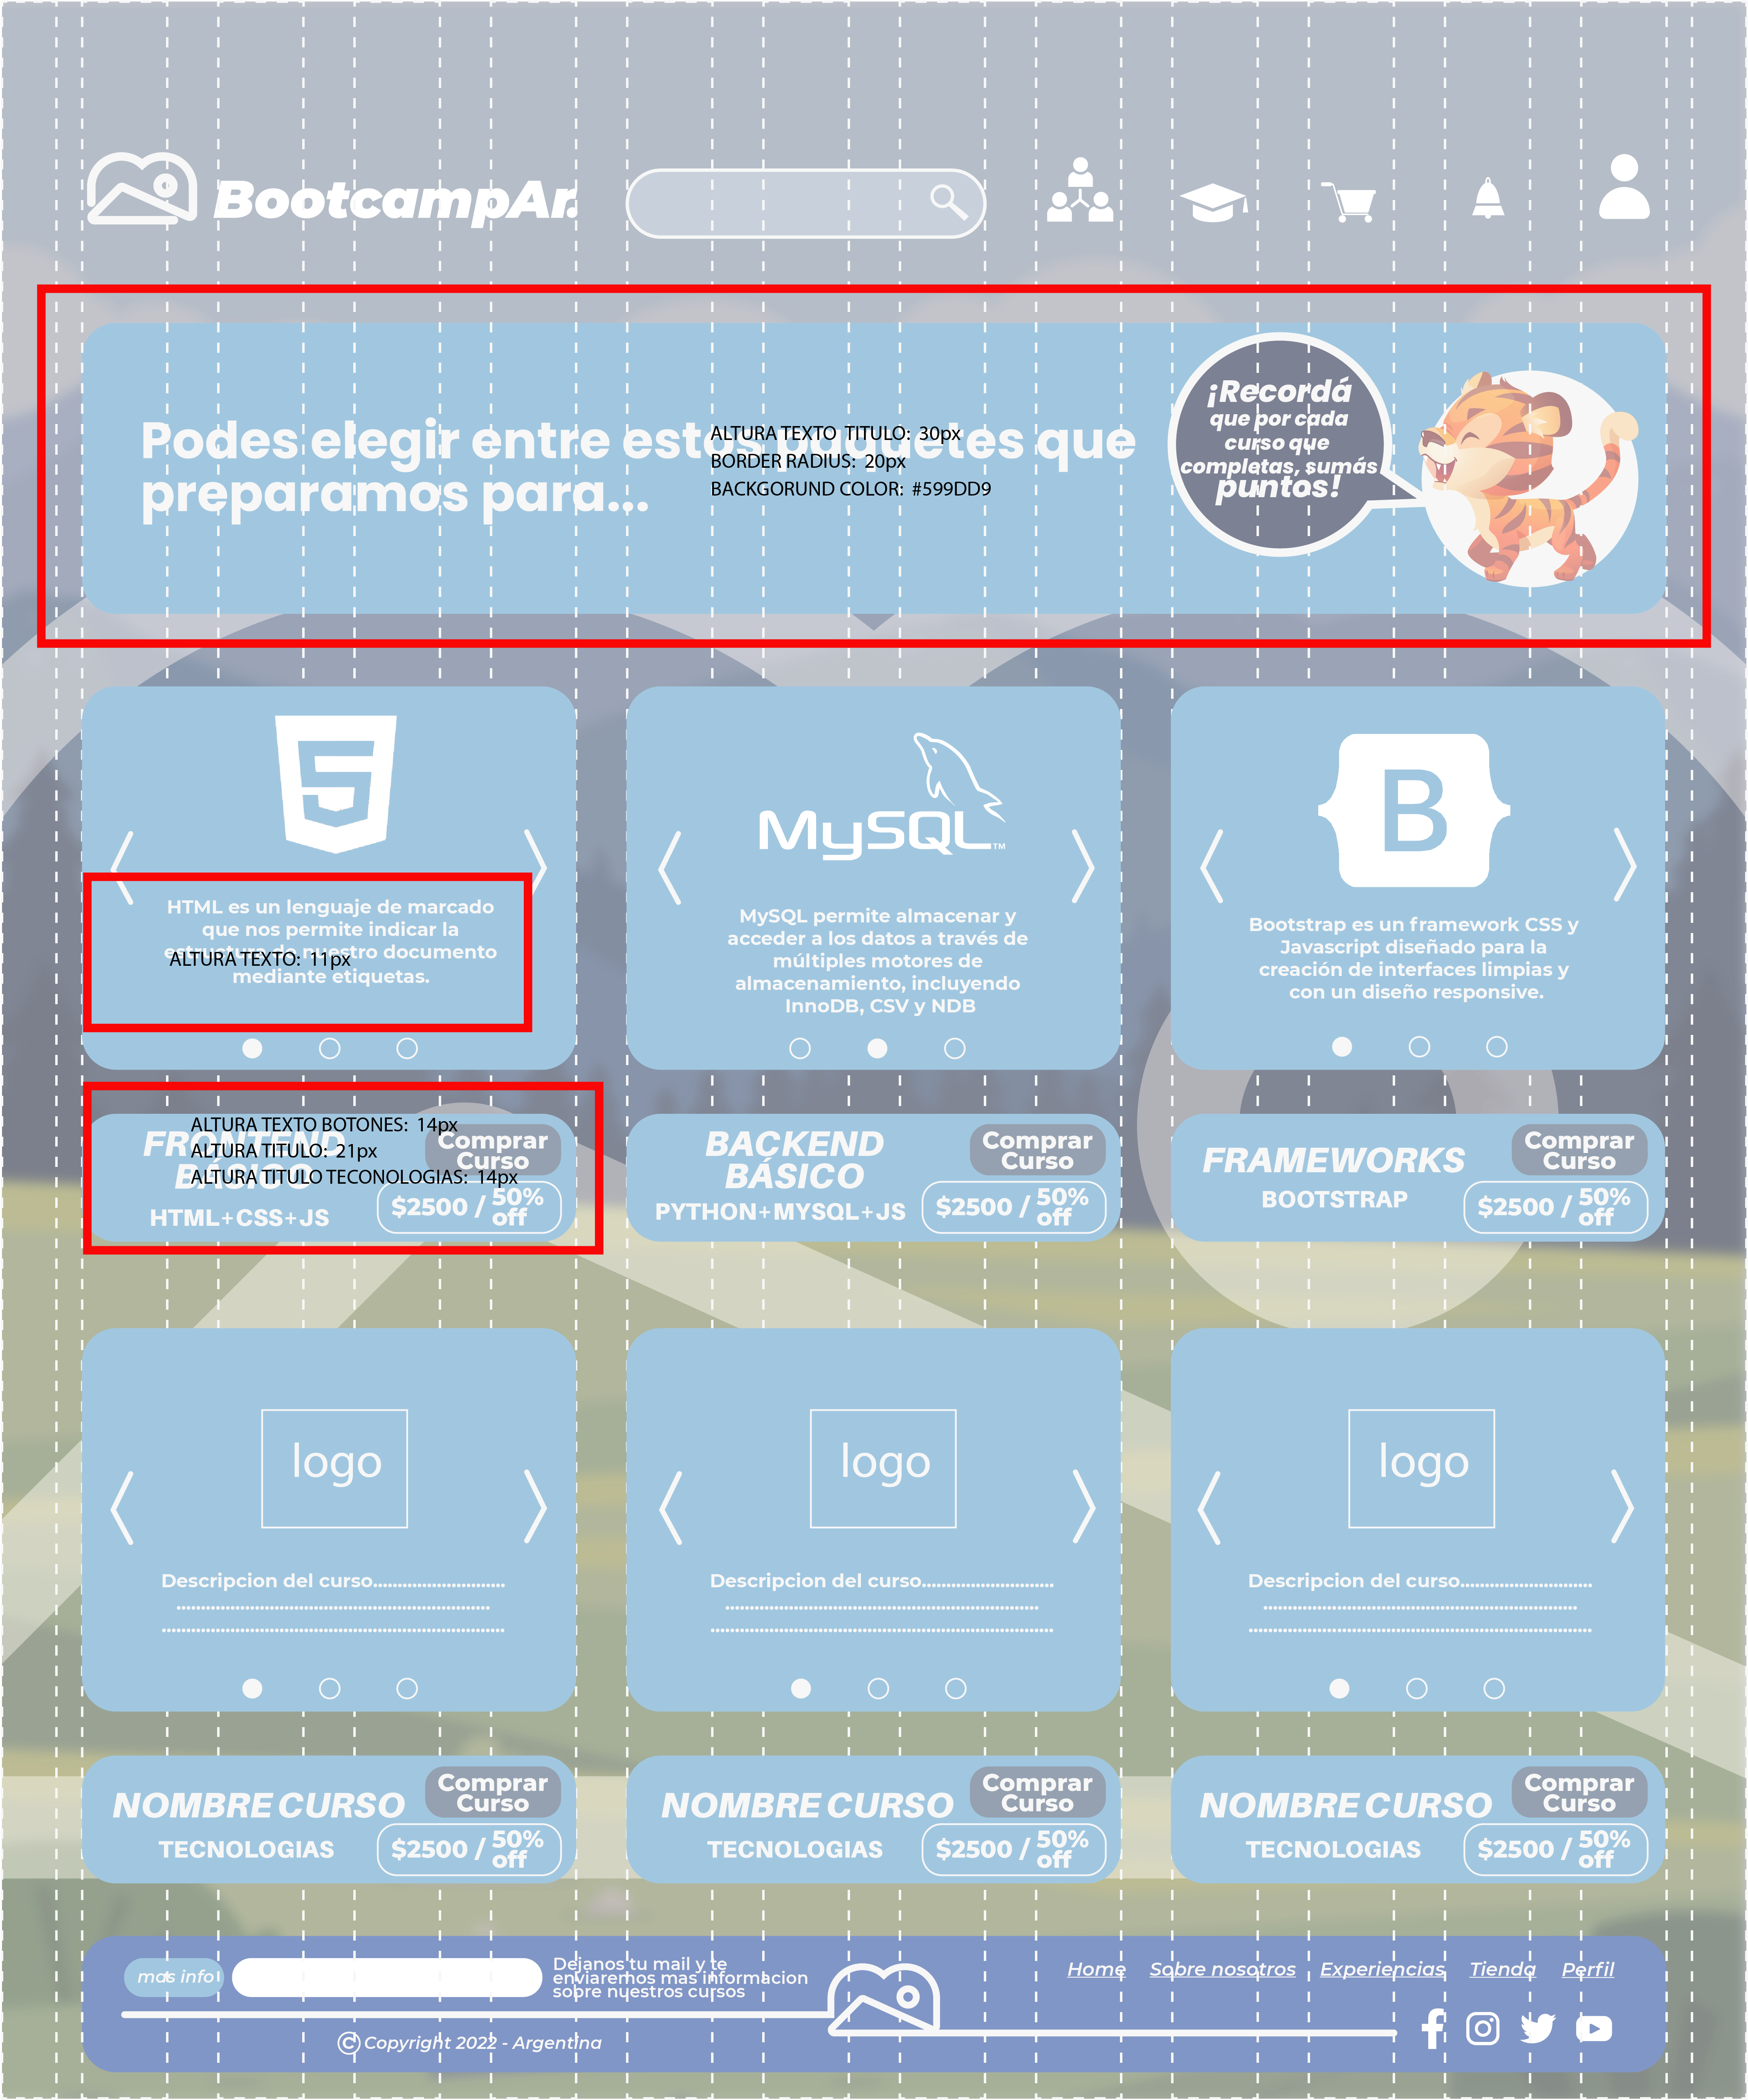 BootcampAr.
Podes elegir entre estos paquetes que
preparamos para...
ALTURA TEXTO TITULO: 30px
BORDER RADIUS: 20px
BACKGORUND COLOR: #599DD9
¡Recordá
que por cada
curso que
completas, sumás
puntos!
5
HTML es un lenguaje de marcado
que nos permite indicar la
estructura de nuestro documento
mediante etiquetas.
ALTURA TEXTO: 11px
MySQL™
MySQL permite almacenar y
acceder a los datos a través de
múltiples motores de
almacenamiento, incluyendo
InnoDB, CSV y NDB
B
Bootstrap es un framework CSS y
Javascript diseñado para la
creación de interfaces limpias y
con un diseño responsive.
ALTURA TEXTO BOTONES: 14px
ALTURA TITULO: 21px
ALTURA TITULO TECONOLOGIAS: 14px
FRONTEND
BÁSICO
HTML+CSS+JS
Comprar
Curso
$2500 / 50%
off
BACKEND
BÁSICO
PYTHON+MYSQL+JS
Comprar
Curso
$2500 / 50%
off
FRAMEWORKS
BOOTSTRAP
Comprar
Curso
$2500 / 50%
off
logo
Descripcion del curso...........................
logo
Descripcion del curso...........................
logo
Descripcion del curso...........................
NOMBRE CURSO
TECNOLOGIAS
Comprar
Curso
$2500 / 50%
off
NOMBRE CURSO
TECNOLOGIAS
Comprar
Curso
$2500 / 50%
off
NOMBRE CURSO
TECNOLOGIAS
Comprar
Curso
$2500 / 50%
off
mas info
Dejanos tu mail y te
enviaremos mas informacion
sobre nuestros cursos
Home Sobre nosotros Experiencias Tienda Perfil
© Copyright 2022 - Argentina